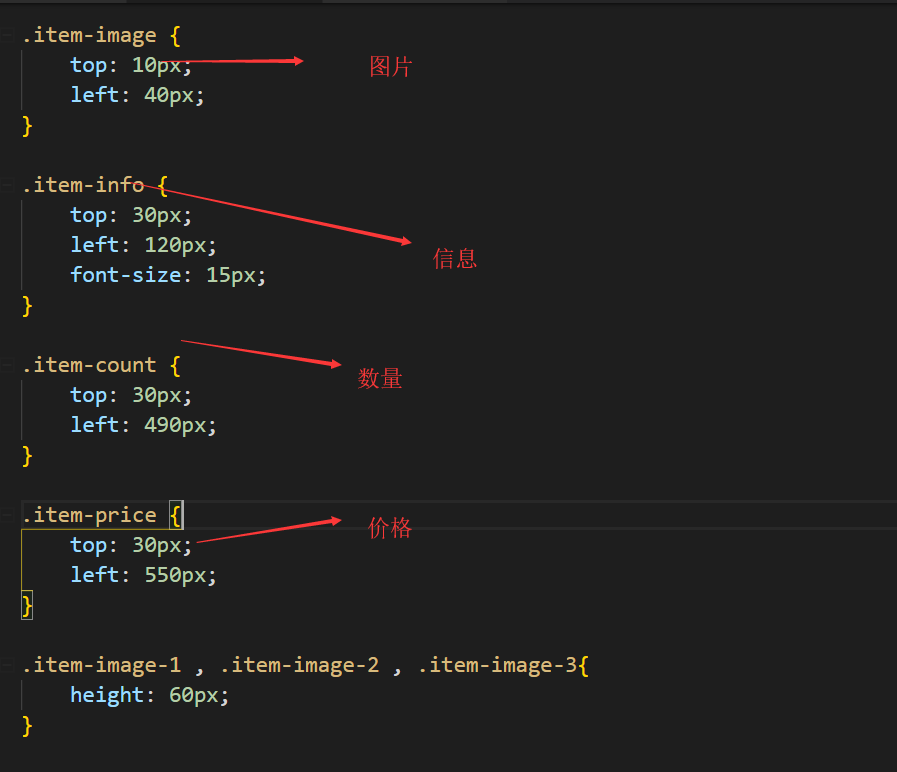 .item-image {
top: 10px; 图片
left: 40px;
}
.item-info {
top: 30px;
left: 120px; 信息
font-size: 15px;
}
.item-count {
数量
top: 30px;
left: 490px;
}
.item-price { 价格
top: 30px;
left: 550px;
}
.item-image-1 , .item-image-2 , .item-image-3{
height: 60px;
}